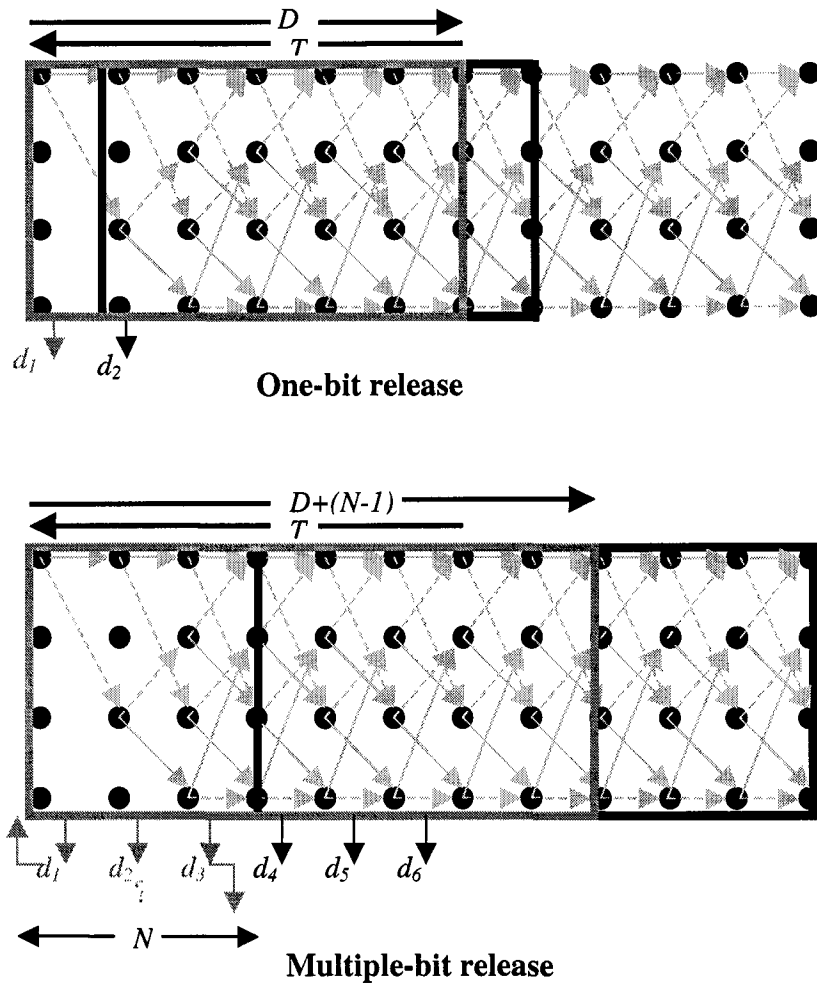 D
T
d₁ d₂
One-bit release
D+(N-1)
T
d₁ d₂ d₃ d₄ d₅ d₆
N
Multiple-bit release